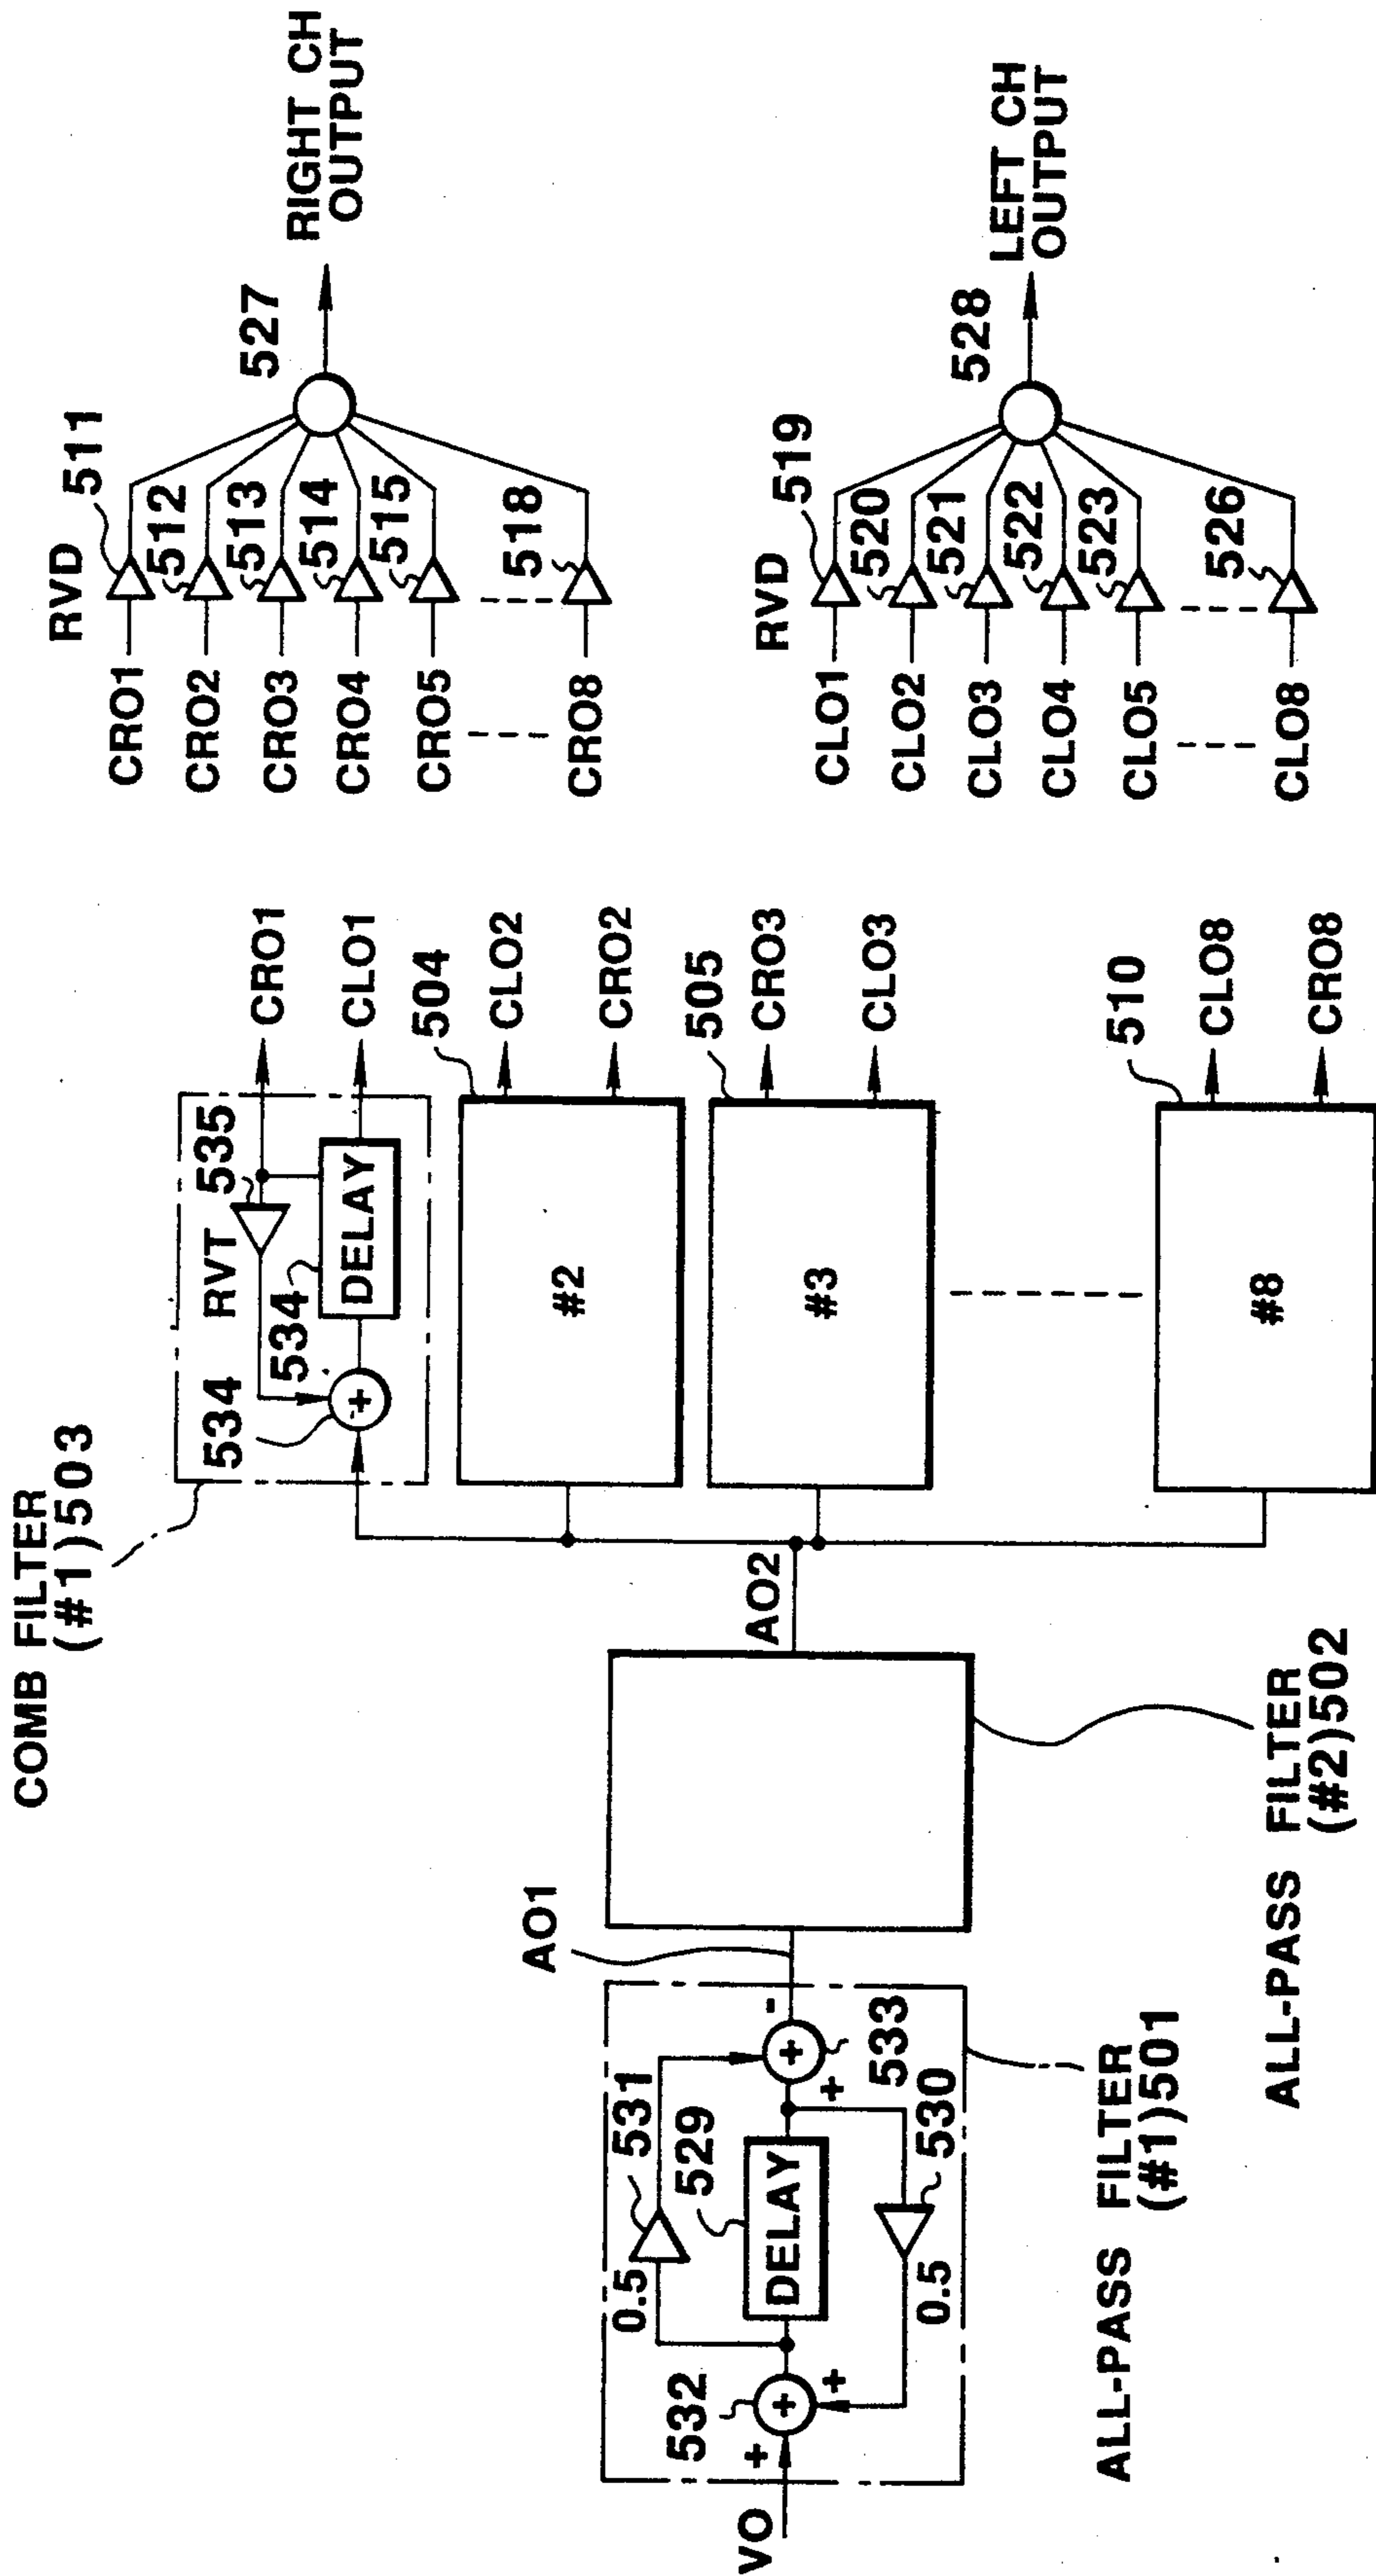 COMB FILTER
(#1)503
534
534
RVT
535
DELAY
CRO1
CLO1
504
#2
CLO2
CRO2
505
#3
CRO3
CLO3
510
#8
CLO8
CRO8
VO
+
532
+
+
0.5
531
529
DELAY
0.5
530
+
533
+
-
ALL-PASS FILTER
(#1)501
AO1
ALL-PASS FILTER
(#2)502
AO2
+
RVD
CRO1
511
CRO2
512
CRO3
513
CRO4
514
CRO5
515
CRO8
518
527
RIGHT CH
OUTPUT
RVD
CLO1
519
CLO2
520
CLO3
521
CLO4
522
CLO5
523
CLO8
526
528
LEFT CH
OUTPUT